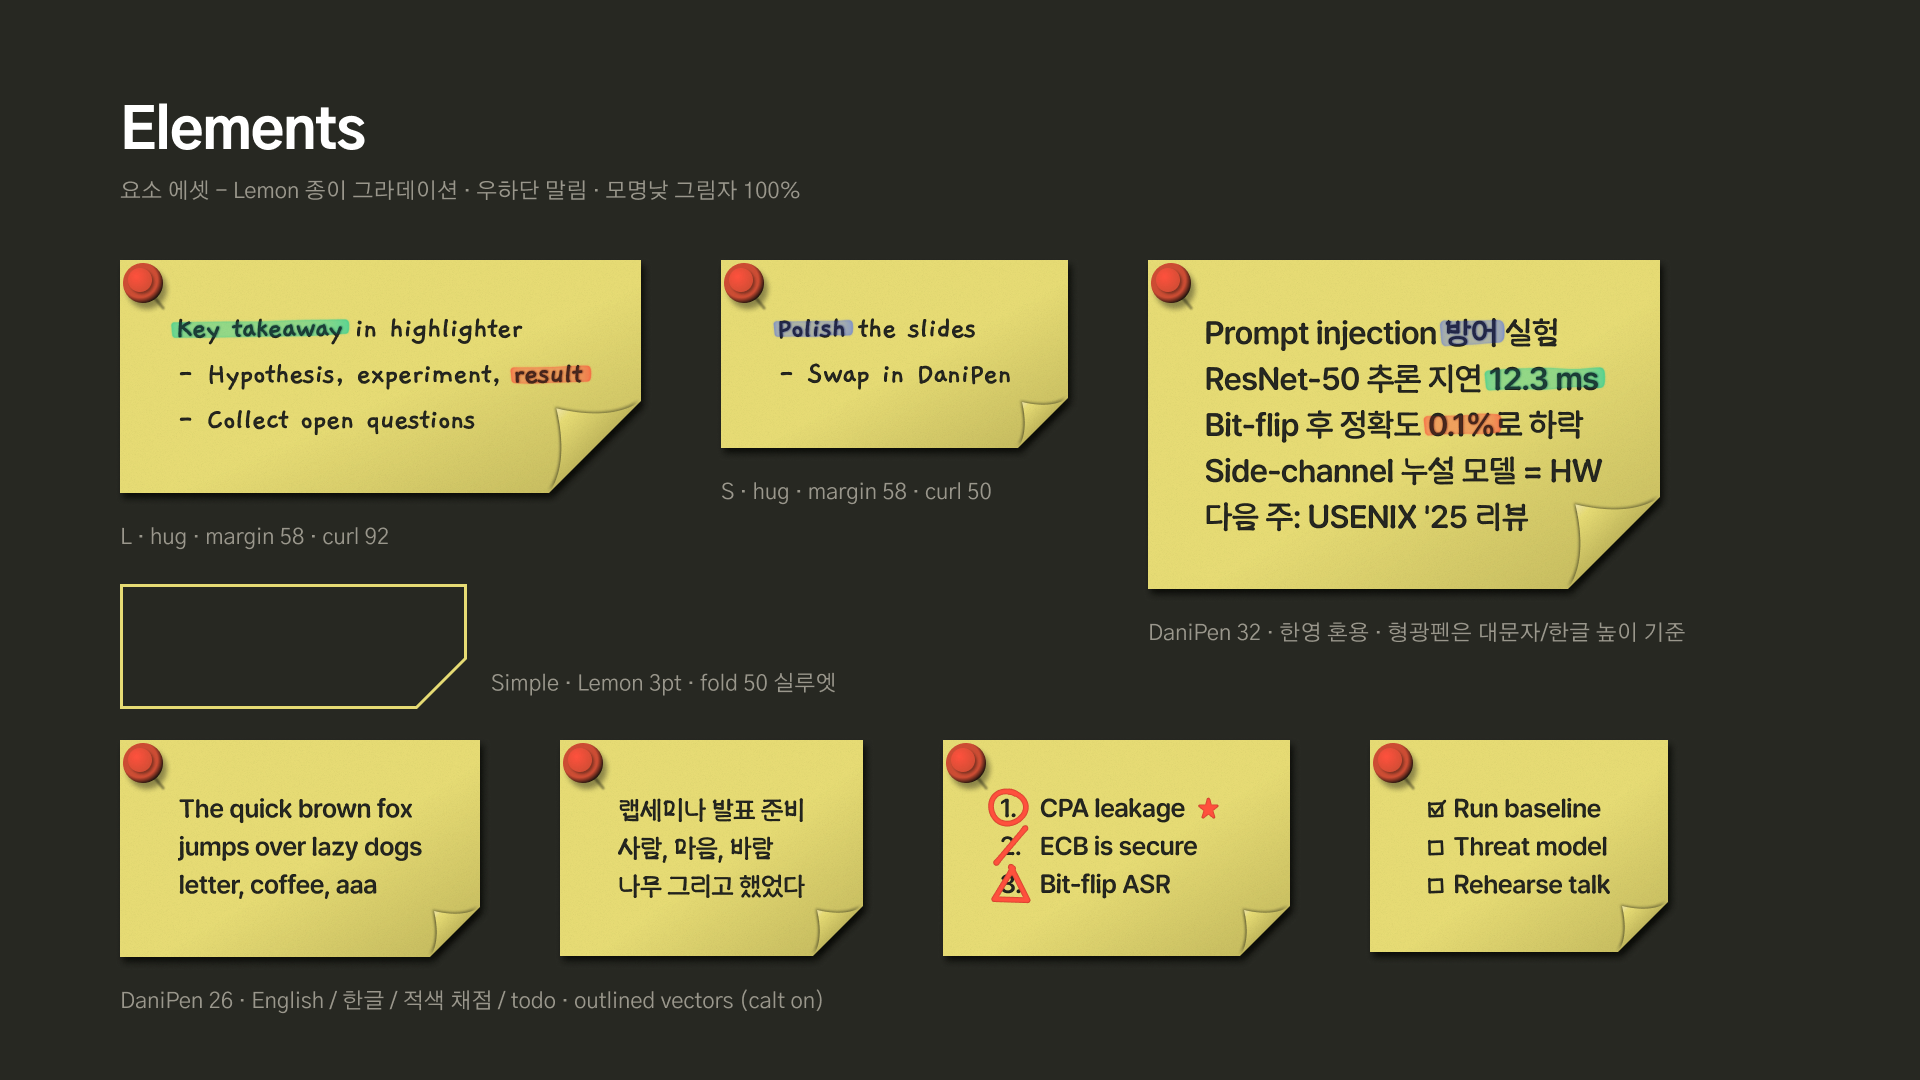 Elements
요소 에셋 – Lemon 종이 그라데이션 · 우하단 말림 · 모명낮 그림자 100%
Key takeaway in highlighter
- Hypothesis, experiment, result
- Collect open questions
L · hug · margin 58 · curl 92
Polish the slides
- Swap in DaniPen
S · hug · margin 58 · curl 50
Prompt injection 방어 실험
ResNet-50 추론 지연 12.3 ms
Bit-flip 후 정확도 0.1%로 하락
Side-channel 누설 모델 = HW
다음 주: USENIX '25 리뷰
DaniPen 32 · 한영 혼용 · 형광펜은 대문자/한글 높이 기준
Simple · Lemon 3pt · fold 50 실루엣
The quick brown fox
jumps over lazy dogs
letter, coffee, aaa
랩세미나 발표 준비
사람, 마음, 바람
나무 그리고 했었다
1. CPA leakage ★
2. ECB is secure
3. Bit-flip ASR
☑ Run baseline
☐ Threat model
☐ Rehearse talk
DaniPen 26 · English / 한글 / 적색 채점 / todo · outlined vectors (calt on)